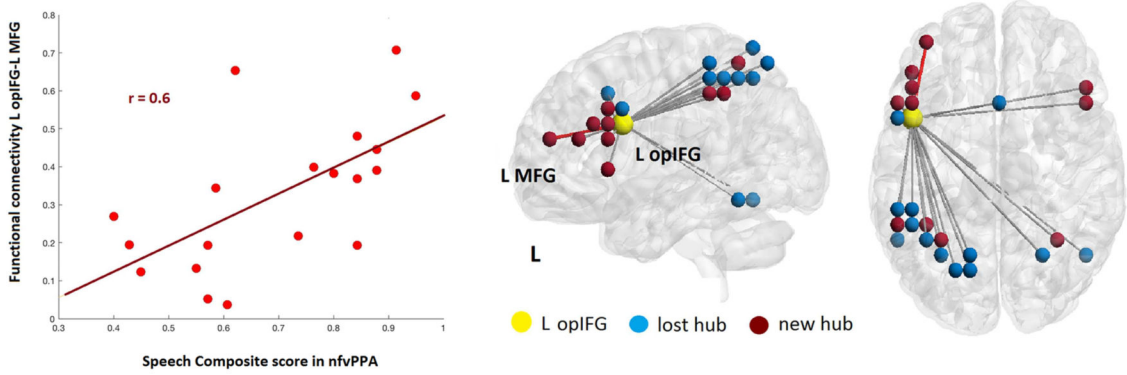 Functional connectivity L opIFG-L MFG
0.8
0.7
0.6
0.5
0.4
0.3
0.2
0.1
0
r = 0.6
0.3 0.4 0.5 0.6 0.7 0.8 0.9 1
Speech Composite score in nfvPPA
L MFG
L opIFG
L
L opIFG lost hub new hub